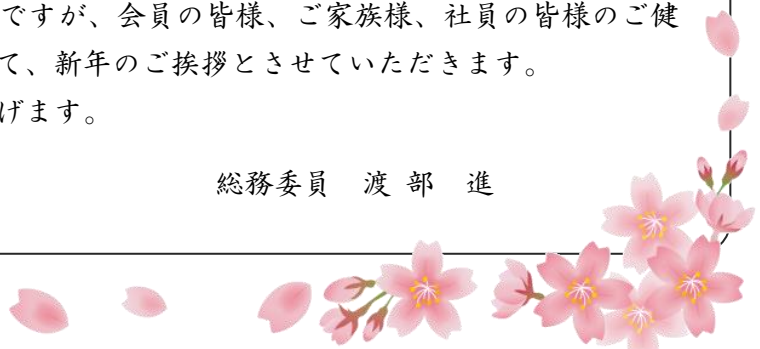 ですが、会員の皆様、ご家族様、社員の皆様のご健
て、新年のご挨拶とさせていただきます。
げます。
総務委員　渡 部　進